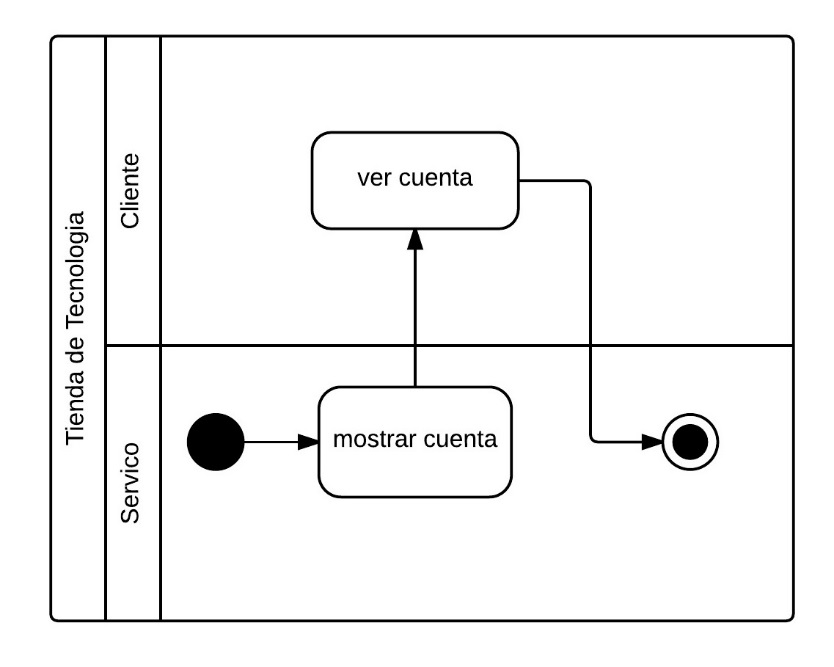 Tienda de Tecnologia
Cliente
ver cuenta
Servico
mostrar cuenta